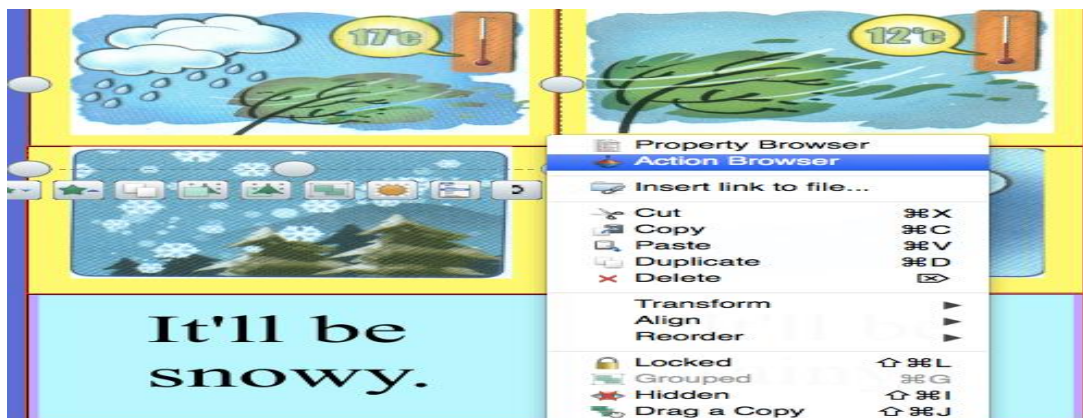 17°c
12°c
Property Browser
Action Browser
Insert link to file...
Cut ⌘X
Copy ⌘C
Paste ⌘V
Duplicate ⌘D
Delete ⌦
Transform
Align
Reorder
Locked ⇧⌘L
Grouped ⌘G
Hidden ⇧⌘I
Drag a Copy ⇧⌘J
It'll be
snowy.